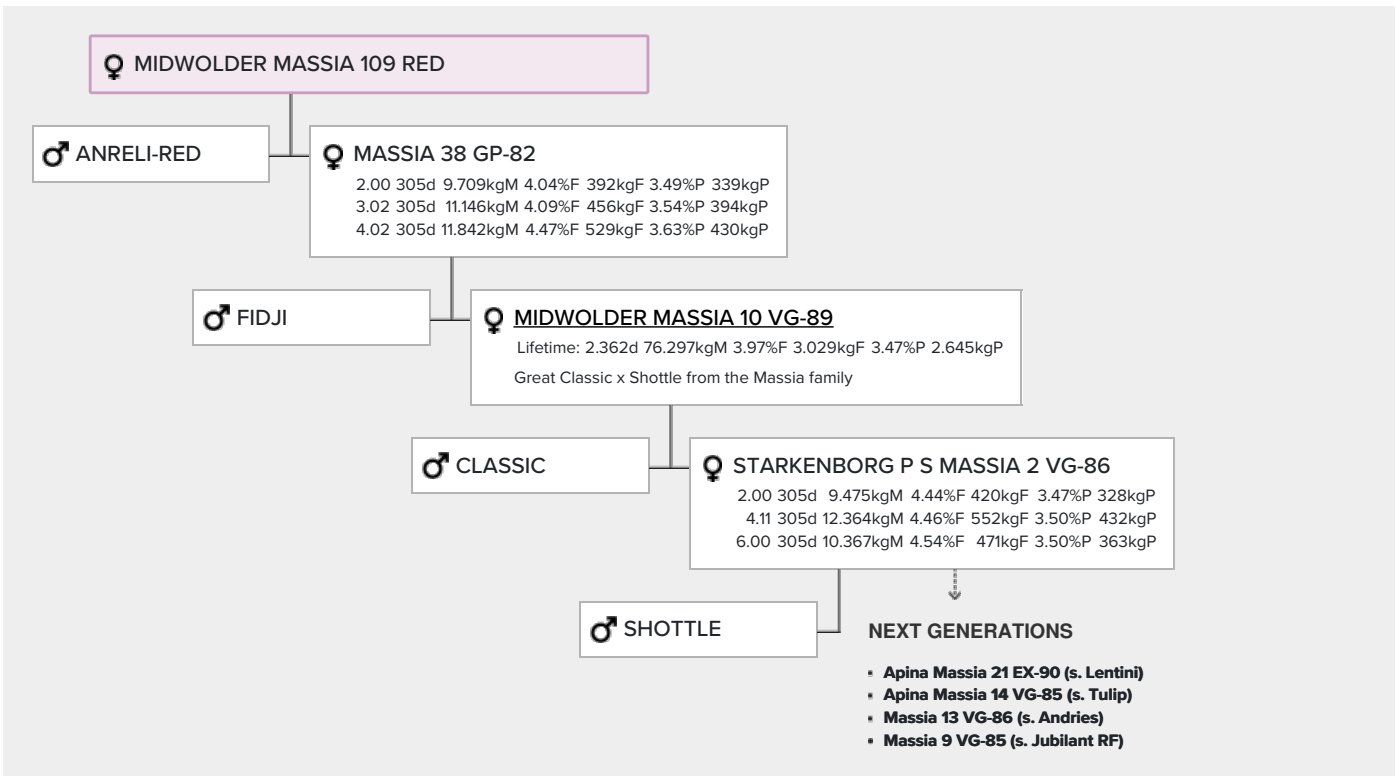 MIDWOLDER MASSIA 109 RED
ANRELI-RED
MASSIA 38 GP-82
2.00 305d 9.709kgM 4.04%F 392kgF 3.49%P 339kgP
3.02 305d 11.146kgM 4.09%F 456kgF 3.54%P 394kgP
4.02 305d 11.842kgM 4.47%F 529kgF 3.63%P 430kgP
FIDJI
MIDWOLDER MASSIA 10 VG-89
Lifetime: 2.362d 76.297kgM 3.97%F 3.029kgF 3.47%P 2.645kgP
Great Classic x Shottle from the Massia family
CLASSIC
STARKENBORG P S MASSIA 2 VG-86
2.00 305d 9.475kgM 4.44%F 420kgF 3.47%P 328kgP
4.11 305d 12.364kgM 4.46%F 552kgF 3.50%P 432kgP
6.00 305d 10.367kgM 4.54%F 471kgF 3.50%P 363kgP
SHOTTLE
NEXT GENERATIONS
▪ Apina Massia 21 EX-90 (s. Lentini)
▪ Apina Massia 14 VG-85 (s. Tulip)
▪ Massia 13 VG-86 (s. Andries)
▪ Massia 9 VG-85 (s. Jubilant RF)